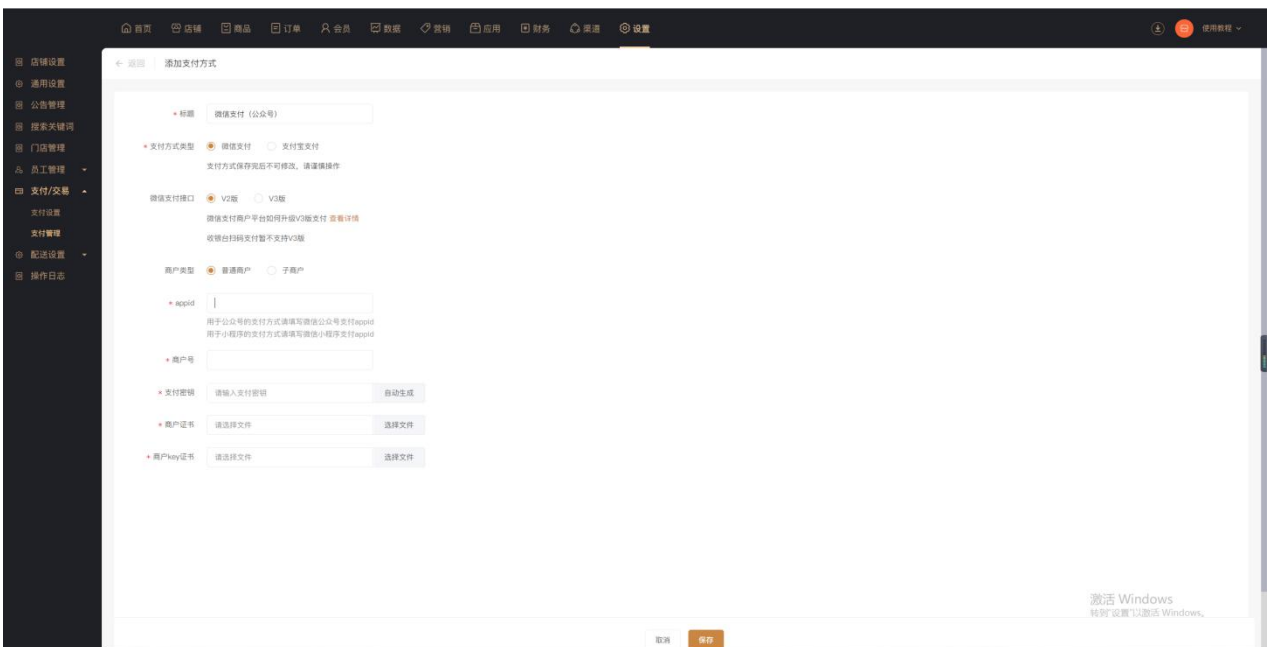 首页 店铺 商品 订单 会员 数据 营销 应用 财务 渠道 设置 使用教程
店铺设置
通用设置
公告管理
搜索关键词
门店管理
员工管理
支付/交易
支付设置
支付管理
配送设置
操作日志
返回 添加支付方式
* 标题 微信支付（公众号）
* 支付方式类型 微信支付 支付宝支付
支付方式保存完后不可修改，请谨慎操作
微信支付接口 V2版 V3版
微信支付商户平台如何升级V3版支付 查看详情
收银台扫码支付暂不支持V3版
商户类型 普通商户 子商户
* appid
用于公众号的支付方式请填写微信公众号支付appid
用于小程序的支付方式请填写微信小程序支付appid
* 商户号
* 支付密钥 请输入支付密钥 自动生成
* 商户证书 请选择文件 选择文件
* 商户key证书 请选择文件 选择文件
激活 Windows
转到"设置"以激活 Windows。
取消 保存